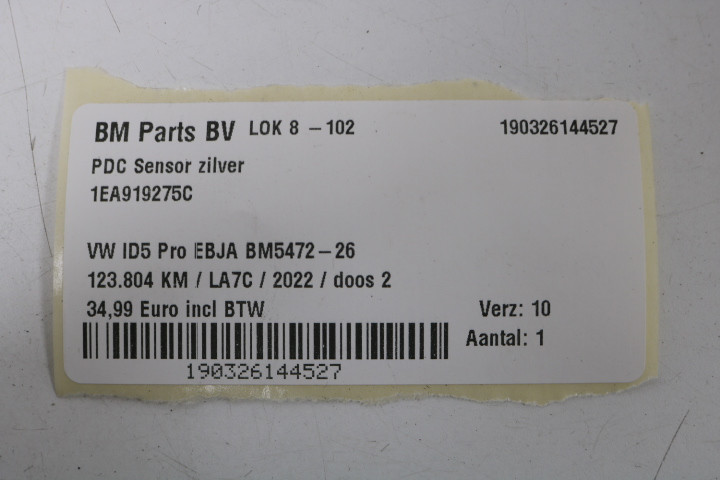 BM Parts BV LOK 8 - 102 190326144527
PDC Sensor zilver
1EA919275C
VW ID5 Pro EBJA BM5472-26
123.804 KM / LA7C / 2022 / doos 2
34,99 Euro incl BTW Verz: 10
Aantal: 1
190326144527